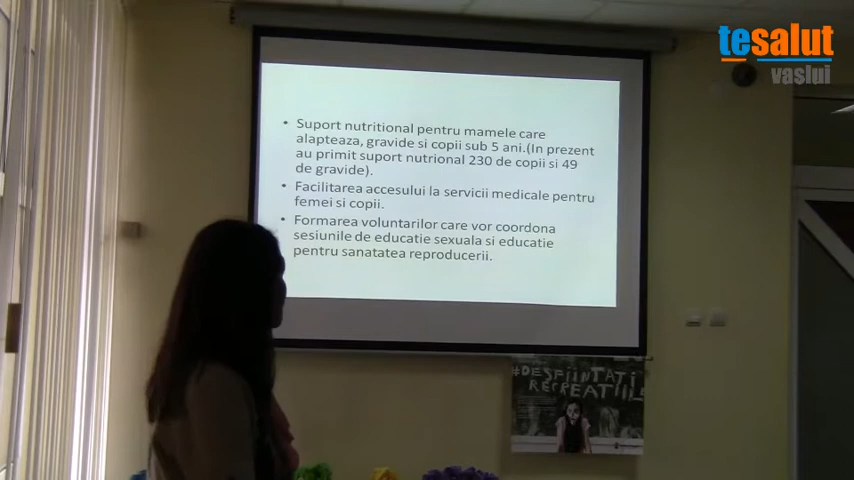 tesalut
vaslui
• Suport nutritional pentru mamele care
alapteaza, gravide si copii sub 5 ani.(In prezent
au primit suport nutrional 230 de copii si 49
de gravide).
• Facilitarea accesului la servicii medicale pentru
femei si copii.
• Formarea voluntarilor care vor coordona
sesiunile de educatie sexuala si educatie
pentru sanatatea reproducerii.
#DESFIINTATI
RECREATIILE